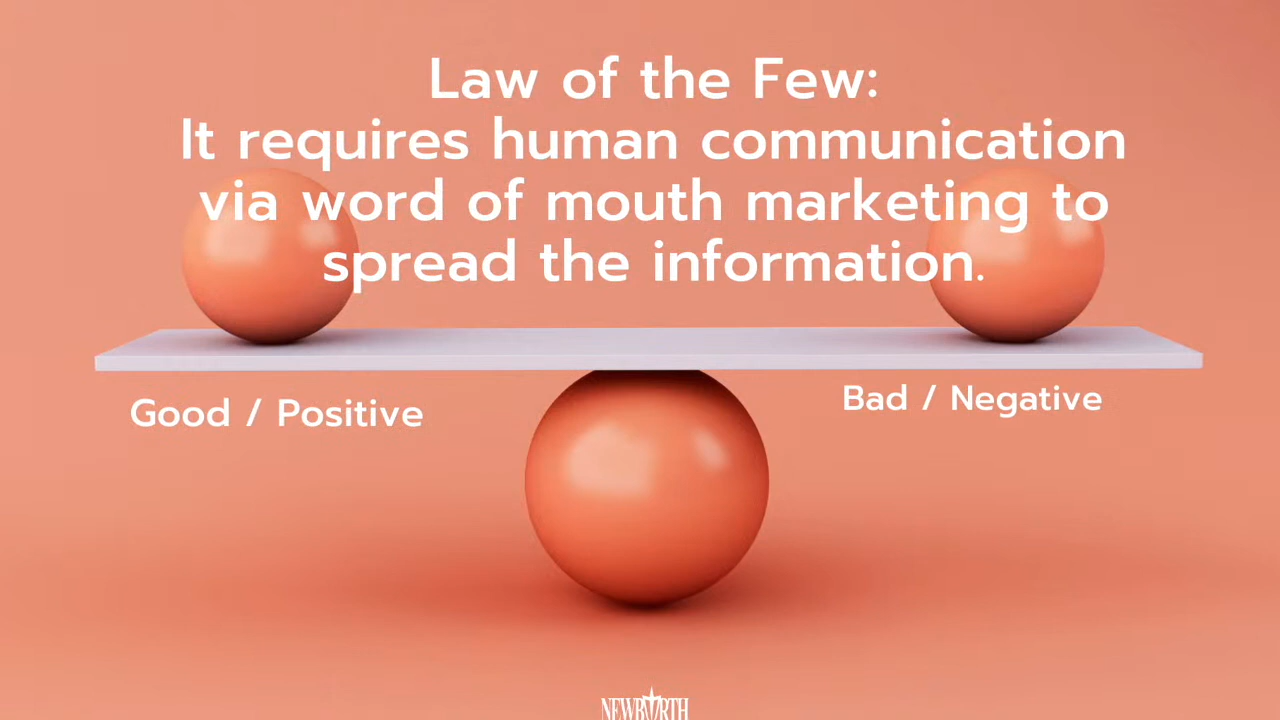 Law of the Few:
It requires human communication
via word of mouth marketing to
spread the information.
Good / Positive
Bad / Negative